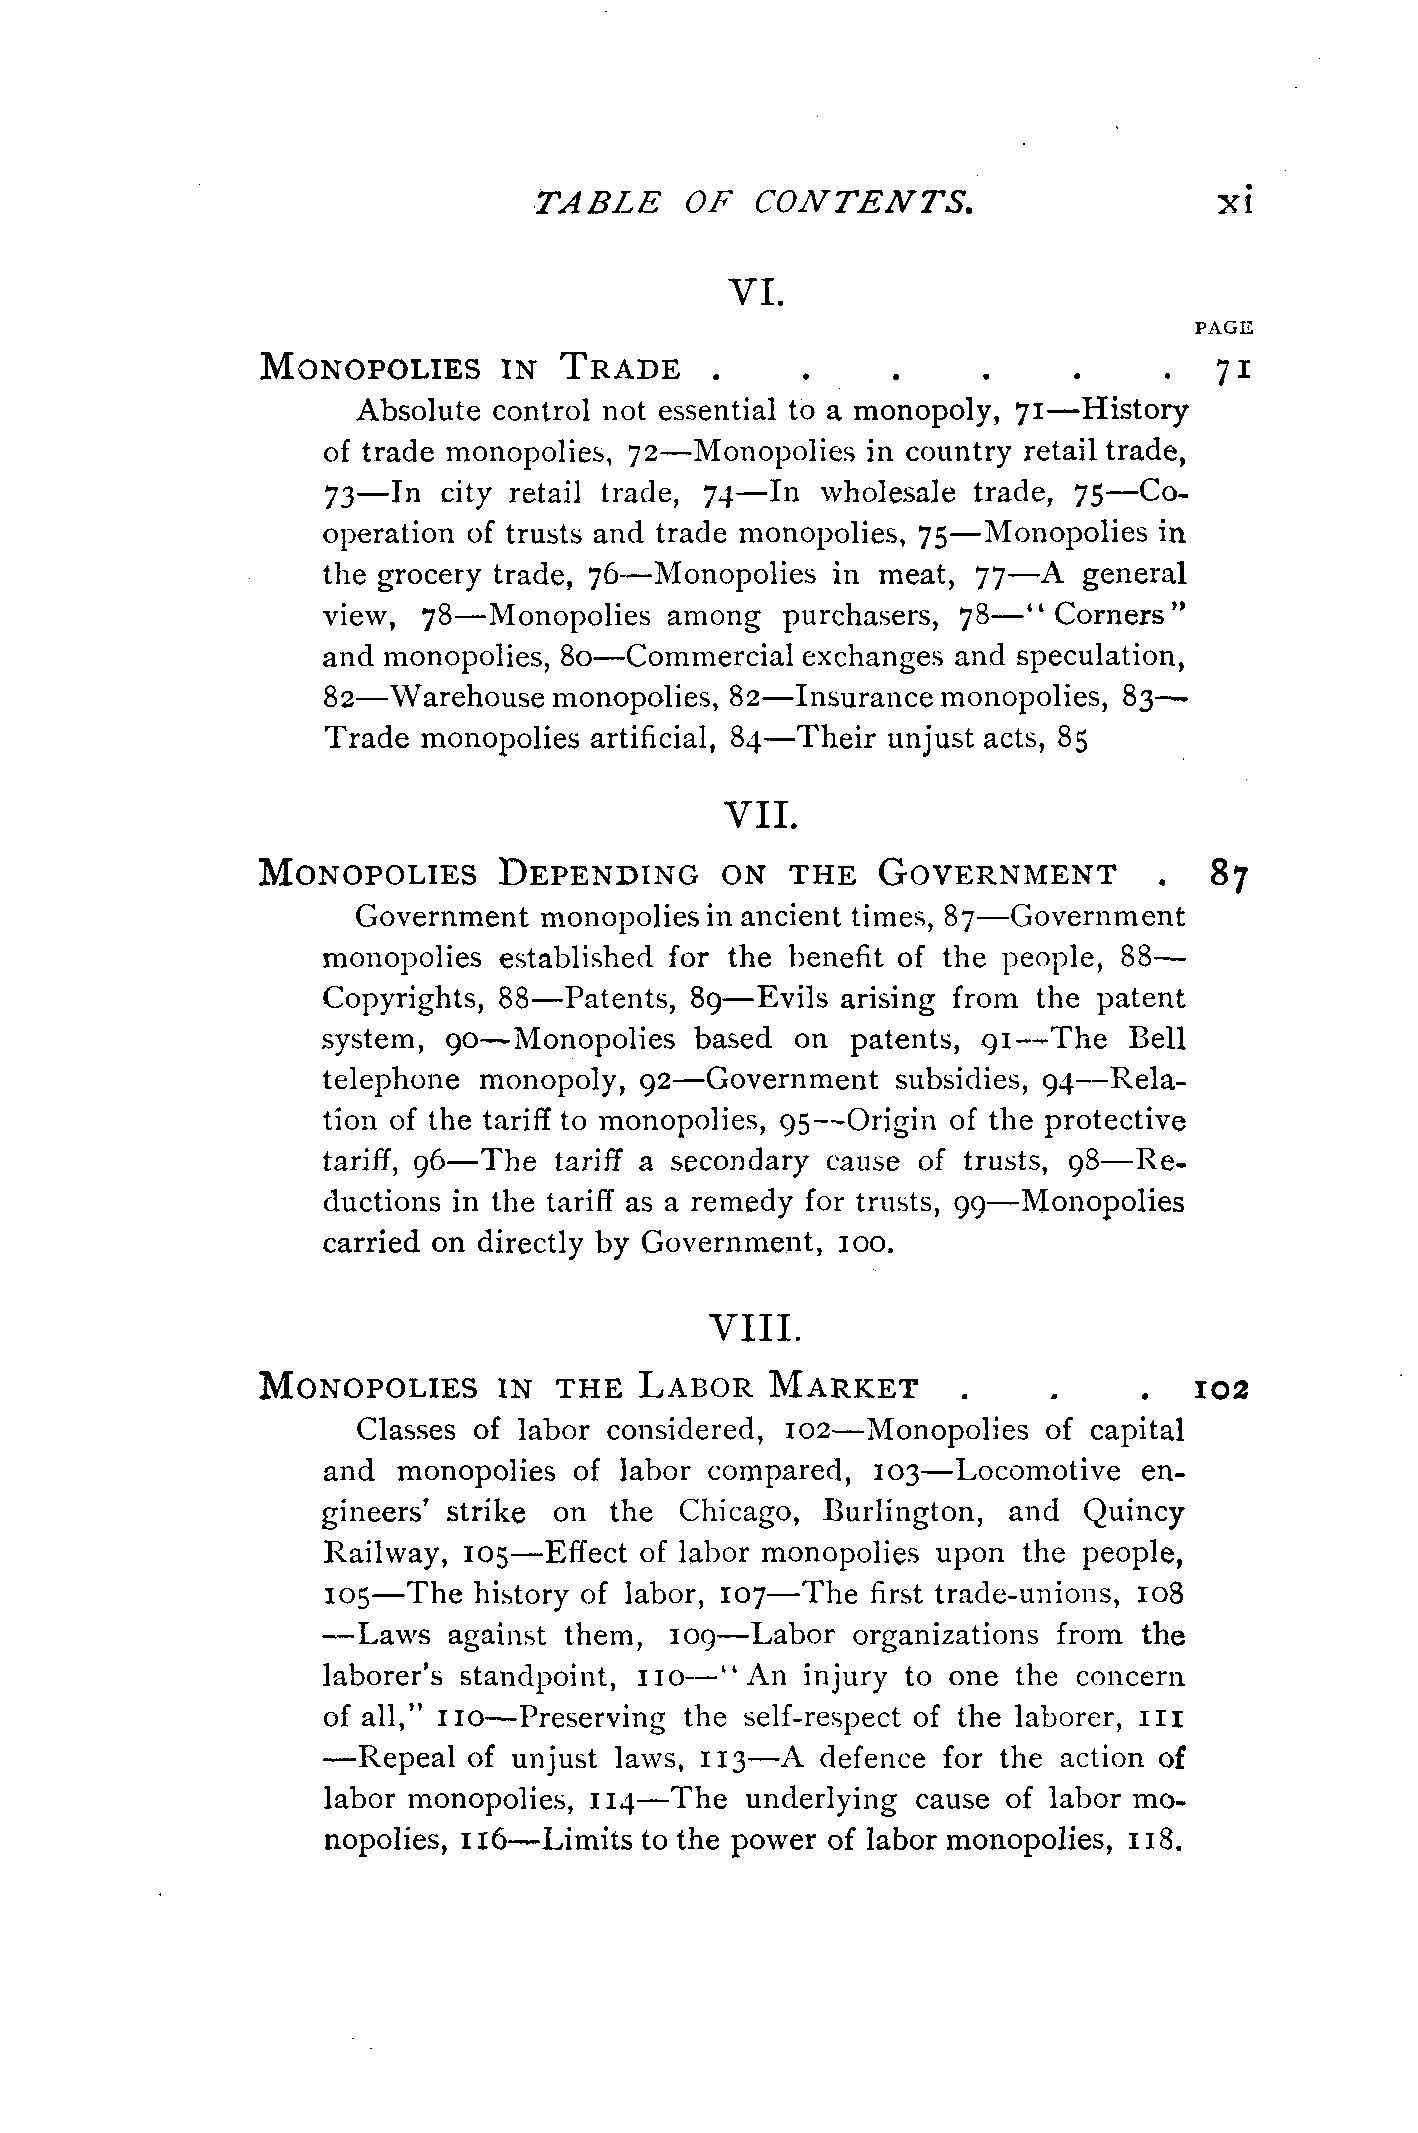 TABLE OF CONTENTS. xi
VI.
PAGE
MONOPOLIES IN TRADE . . . . . . 71
Absolute control not essential to a monopoly, 71—History
of trade monopolies, 72—Monopolies in country retail trade,
73—In city retail trade, 74—In wholesale trade, 75—Co-
operation of trusts and trade monopolies, 75—Monopolies in
the grocery trade, 76—Monopolies in meat, 77—A general
view, 78—Monopolies among purchasers, 78—“ Corners”
and monopolies, 80—Commercial exchanges and speculation,
82—Warehouse monopolies, 82—Insurance monopolies, 83—
Trade monopolies artificial, 84—Their unjust acts, 85
VII.
MONOPOLIES DEPENDING ON THE GOVERNMENT . 87
Government monopolies in ancient times, 87—Government
monopolies established for the benefit of the people, 88—
Copyrights, 88—Patents, 89—Evils arising from the patent
system, 90—Monopolies based on patents, 91—The Bell
telephone monopoly, 92—Government subsidies, 94—Rela-
tion of the tariff to monopolies, 95—Origin of the protective
tariff, 96—The tariff a secondary cause of trusts, 98—Re-
ductions in the tariff as a remedy for trusts, 99—Monopolies
carried on directly by Government, 100.
VIII.
MONOPOLIES IN THE LABOR MARKET . . . 102
Classes of labor considered, 102—Monopolies of capital
and monopolies of labor compared, 103—Locomotive en-
gineers' strike on the Chicago, Burlington, and Quincy
Railway, 105—Effect of labor monopolies upon the people,
105—The history of labor, 107—The first trade-unions, 108
—Laws against them, 109—Labor organizations from the
laborer's standpoint, 110—“ An injury to one the concern
of all,” 110—Preserving the self-respect of the laborer, 111
—Repeal of unjust laws, 113—A defence for the action of
labor monopolies, 114—The underlying cause of labor mo-
nopolies, 116—Limits to the power of labor monopolies, 118.